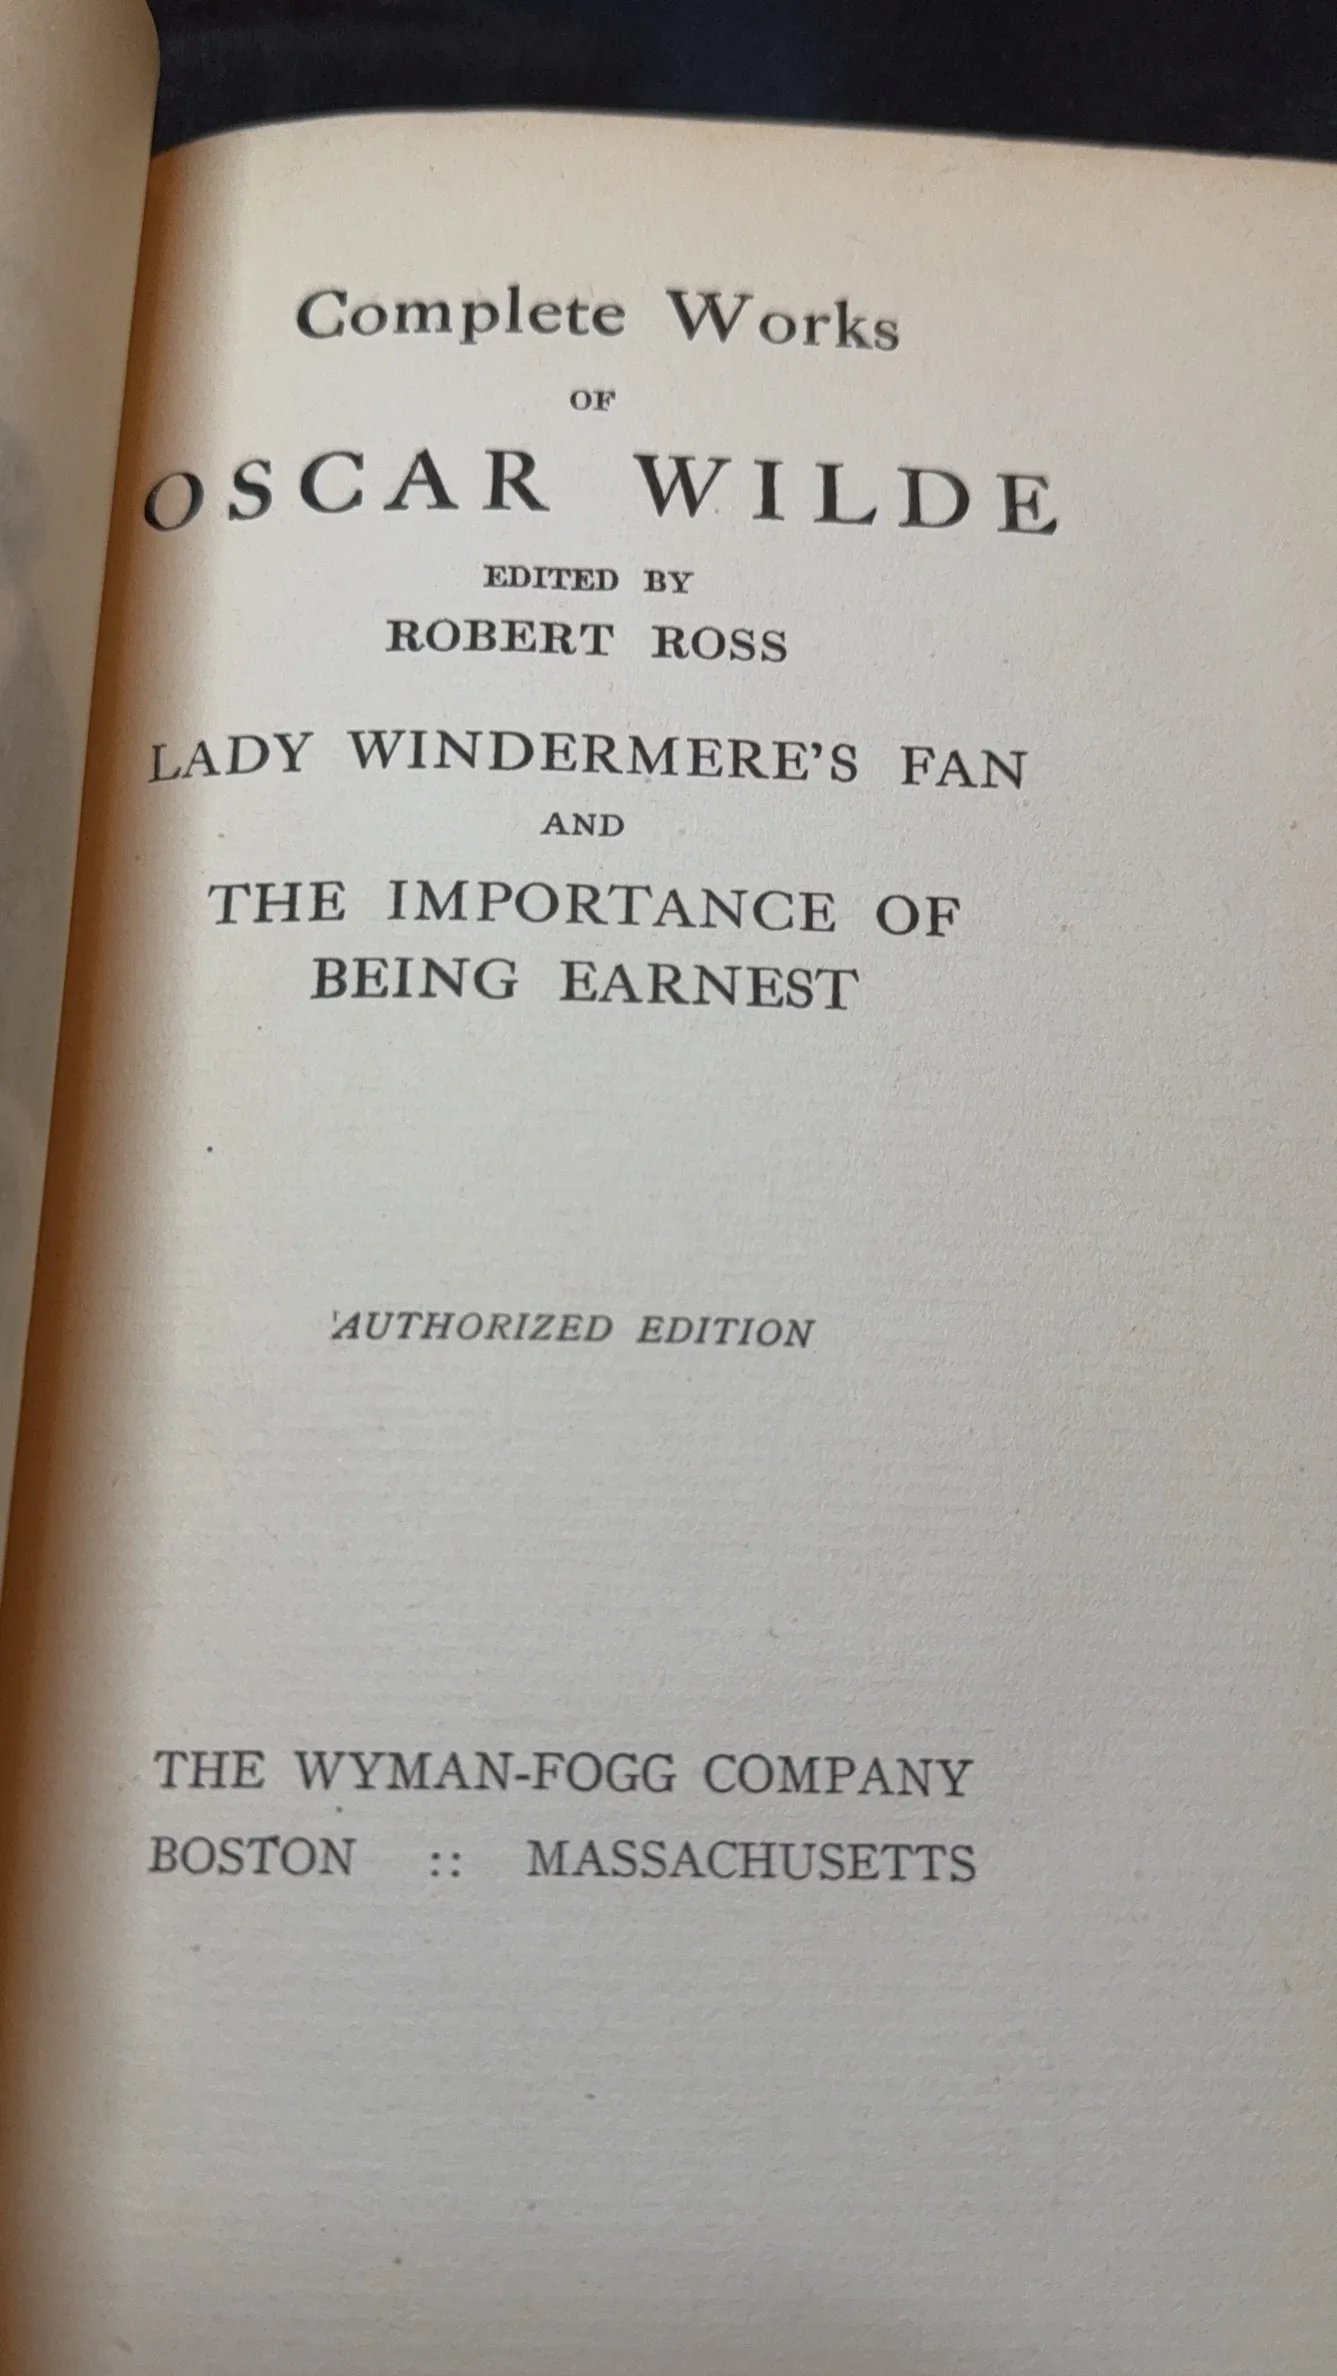 Complete Works
OF
OSCAR WILDE
EDITED BY
ROBERT ROSS
LADY WINDERMERE'S FAN
AND
THE IMPORTANCE OF
BEING EARNEST
'AUTHORIZED EDITION
THE WYMAN-FOGG COMPANY
BOSTON :: MASSACHUSETTS